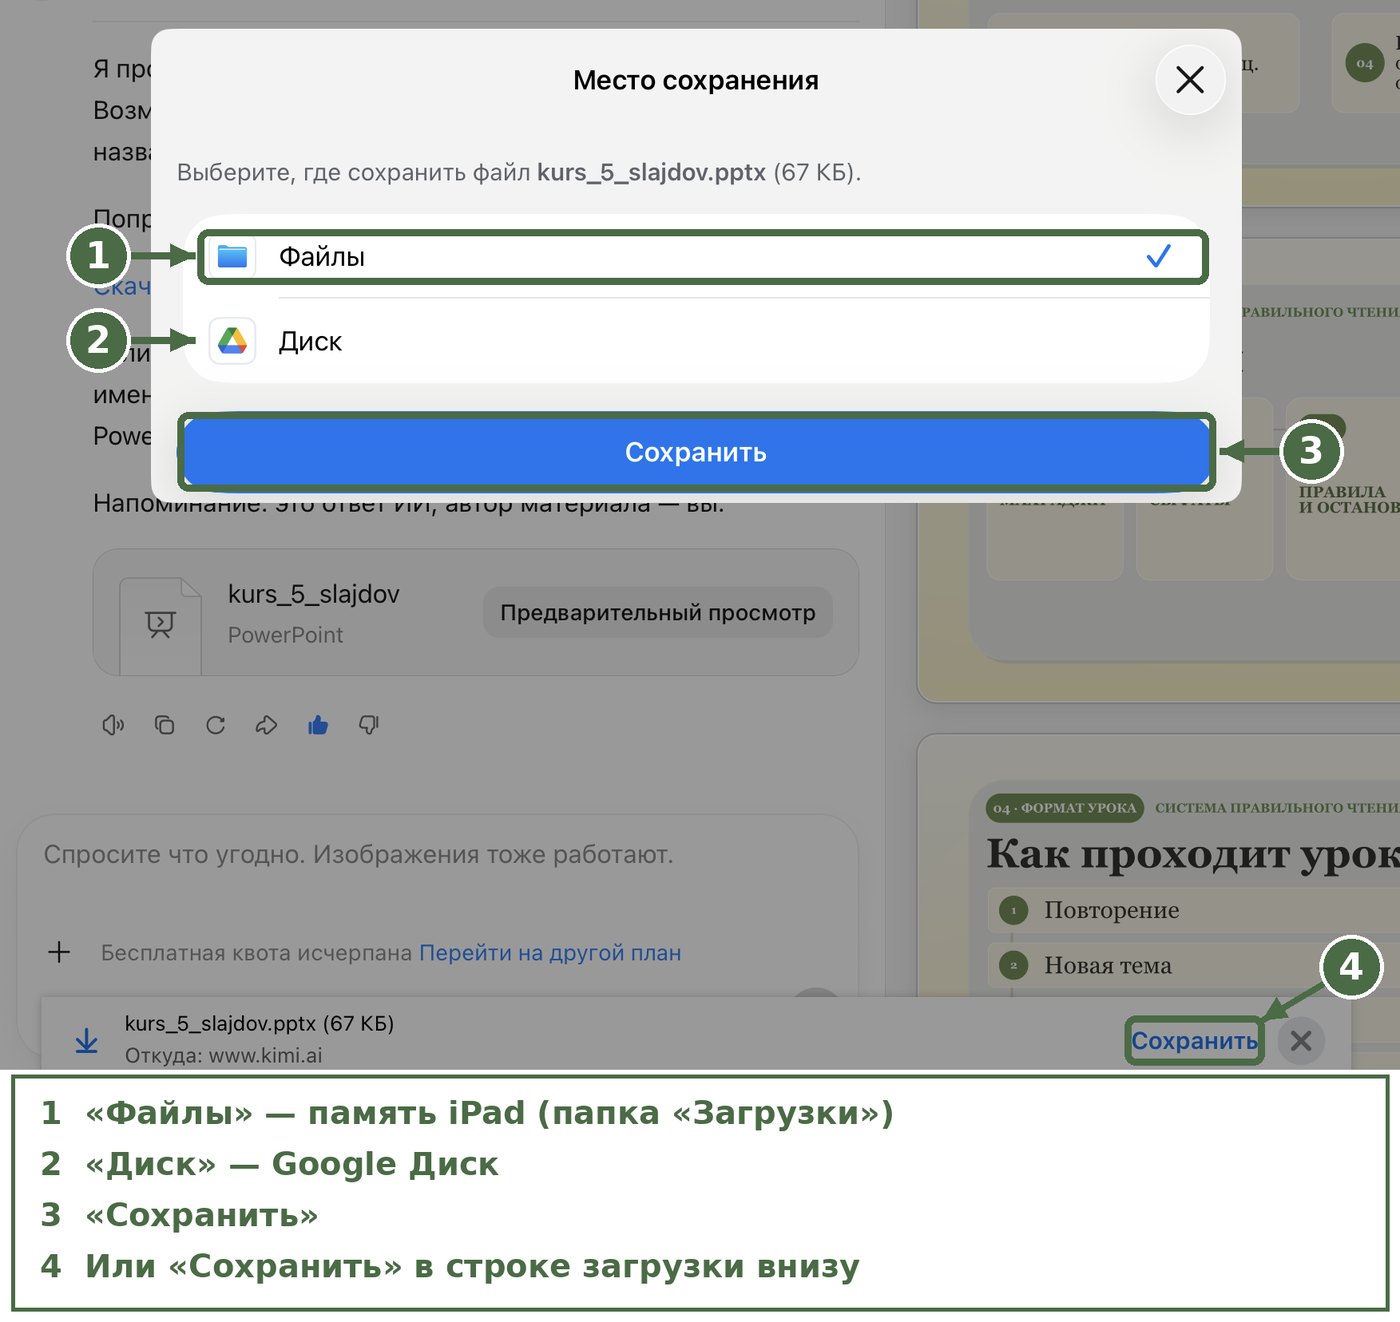 Место сохранения
Выберите, где сохранить файл kurs_5_slajdov.pptx (67 КБ).
1
Файлы
2
Диск
Сохранить
3
Напоминание: это ответ ИИ, автор материала — вы.
kurs_5_slajdov
PowerPoint
Предварительный просмотр
Спросите что угодно. Изображения тоже работают.
Бесплатная квота исчерпана Перейти на другой план
kurs_5_slajdov.pptx (67 КБ)
Откуда: www.kimi.ai
Сохранить
4
04
ПРАВИЛА
04 · ФОРМАТ УРОКА
СИСТЕМА ПРАВИЛЬНОГО ЧТЕНИ
Как проходит урок
1 Повторение
2 Новая тема
1 «Файлы» — память iPad (папка «Загрузки»)
2 «Диск» — Google Диск
3 «Сохранить»
4 Или «Сохранить» в строке загрузки внизу